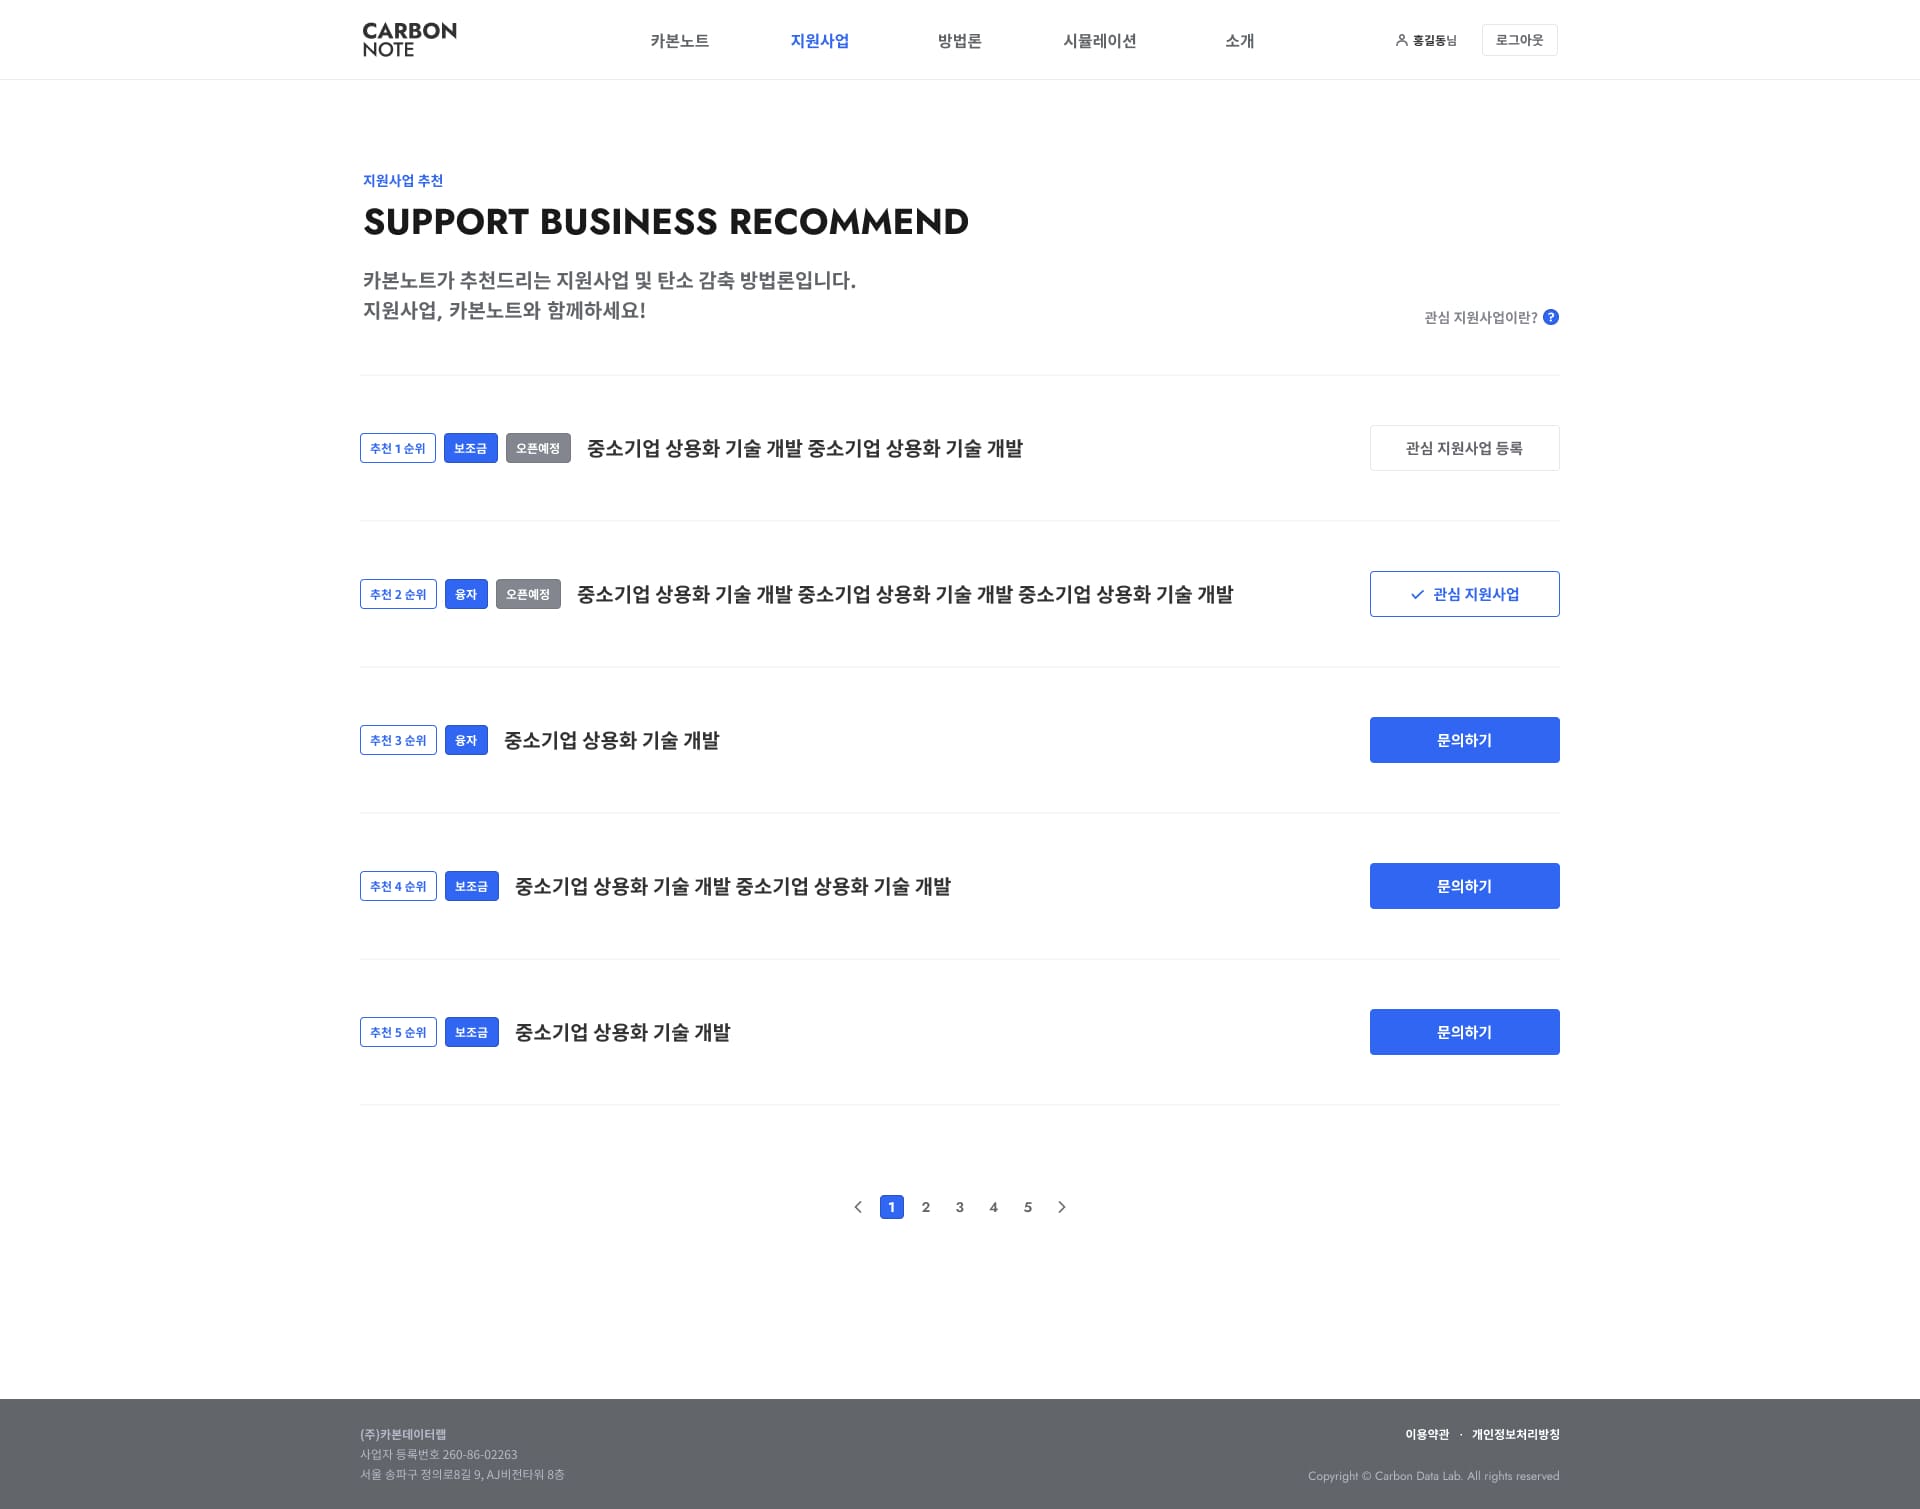 CARBON
NOTE
카본노트
지원사업
방법론
시뮬레이션
소개
홍길동님
로그아웃
지원사업 추천
SUPPORT BUSINESS RECOMMEND
카본노트가 추천드리는 지원사업 및 탄소 감축 방법론입니다.
지원사업, 카본노트와 함께하세요!
관심 지원사업이란? ?
추천 1 순위 보조금 오픈예정 중소기업 상용화 기술 개발 중소기업 상용화 기술 개발
관심 지원사업 등록
추천 2 순위 융자 오픈예정 중소기업 상용화 기술 개발 중소기업 상용화 기술 개발 중소기업 상용화 기술 개발
관심 지원사업
추천 3 순위 융자 중소기업 상용화 기술 개발
문의하기
추천 4 순위 보조금 중소기업 상용화 기술 개발 중소기업 상용화 기술 개발
문의하기
추천 5 순위 보조금 중소기업 상용화 기술 개발
문의하기
1 2 3 4 5
(주)카본데이터랩
사업자 등록번호 260-86-02263
서울 송파구 정의로8길 9, AJ비전타워 8층
이용약관 · 개인정보처리방침
Copyright © Carbon Data Lab. All rights reserved